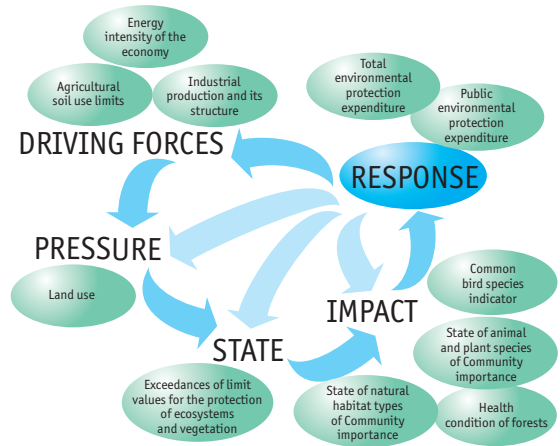 Energy
intensity of the
economy
Agricultural
soil use limits
Industrial
production and its
structure
DRIVING FORCES
Total
environmental
protection
expenditure
Public
environmental
protection
expenditure
RESPONSE
PRESSURE
Land use
STATE
Exceedances of limit
values for the protection
of ecosystems
and vegetation
IMPACT
Common
bird species
indicator
State of animal
and plant species
of Community
importance
State of natural
habitat types
of Community
importance
Health
condition of forests